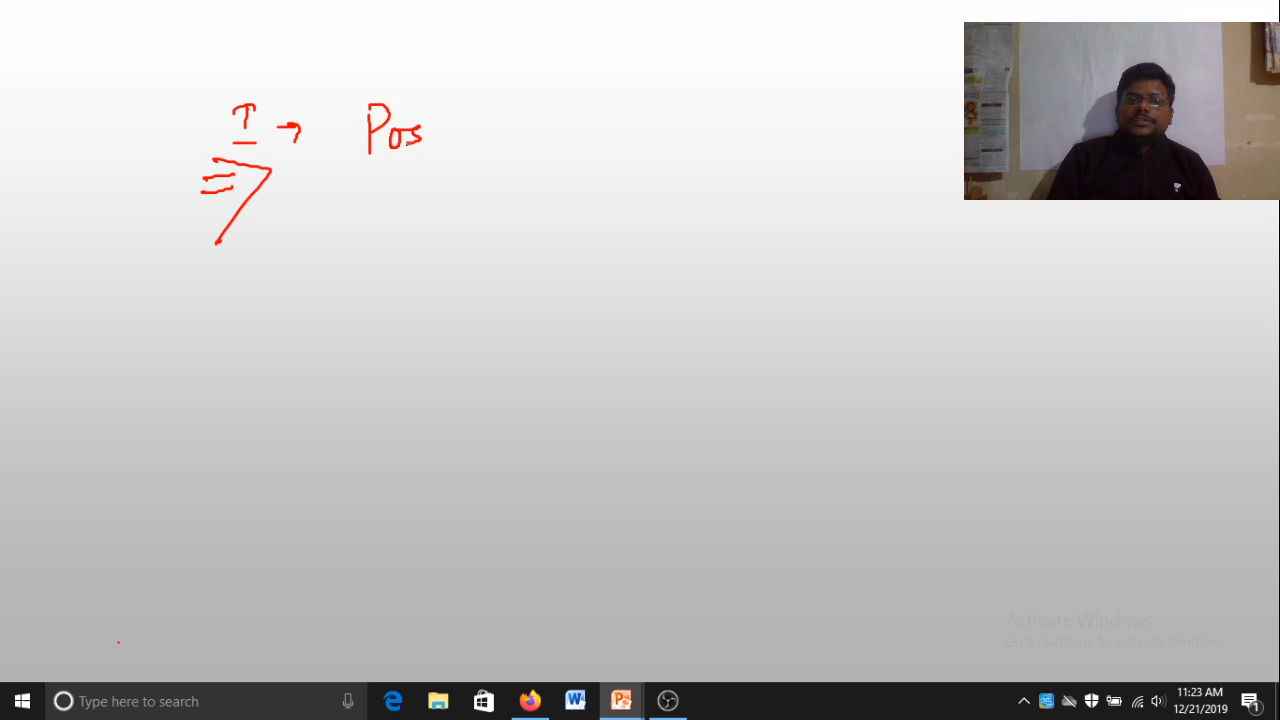 ↑ → Pos
Activate Windows
Go to Settings to activate Windows.
Type here to search
11:23 AM
12/21/2019